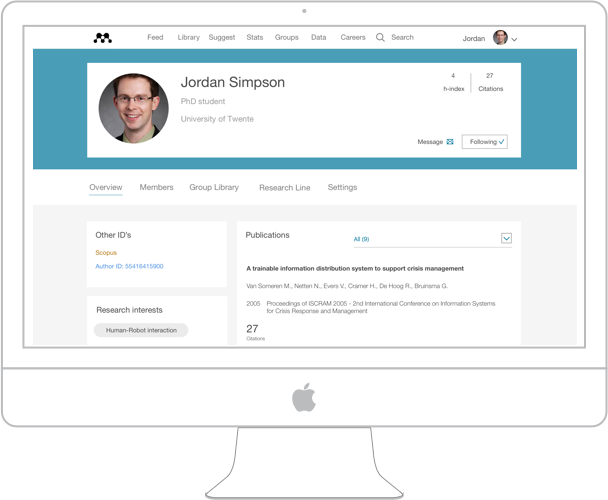 Feed Library Suggest Stats Groups Data Careers Search Jordan
Jordan Simpson
PhD student
University of Twente
4 27
h-index Citations
Message Following
Overview Members Group Library Research Line Settings
Other ID's
Scopus
Author ID: 55416415900
Research interests
Human-Robot interaction
Publications
All (9)
A trainable information distribution system to support crisis management
Van Someren M., Netten N., Evers V., Cramer H., De Hoog R., Bruinsma G.
2005 Proceedings of ISCRAM 2005 - 2nd International Conference on Information Systems
for Crisis Response and Management
27
Citations